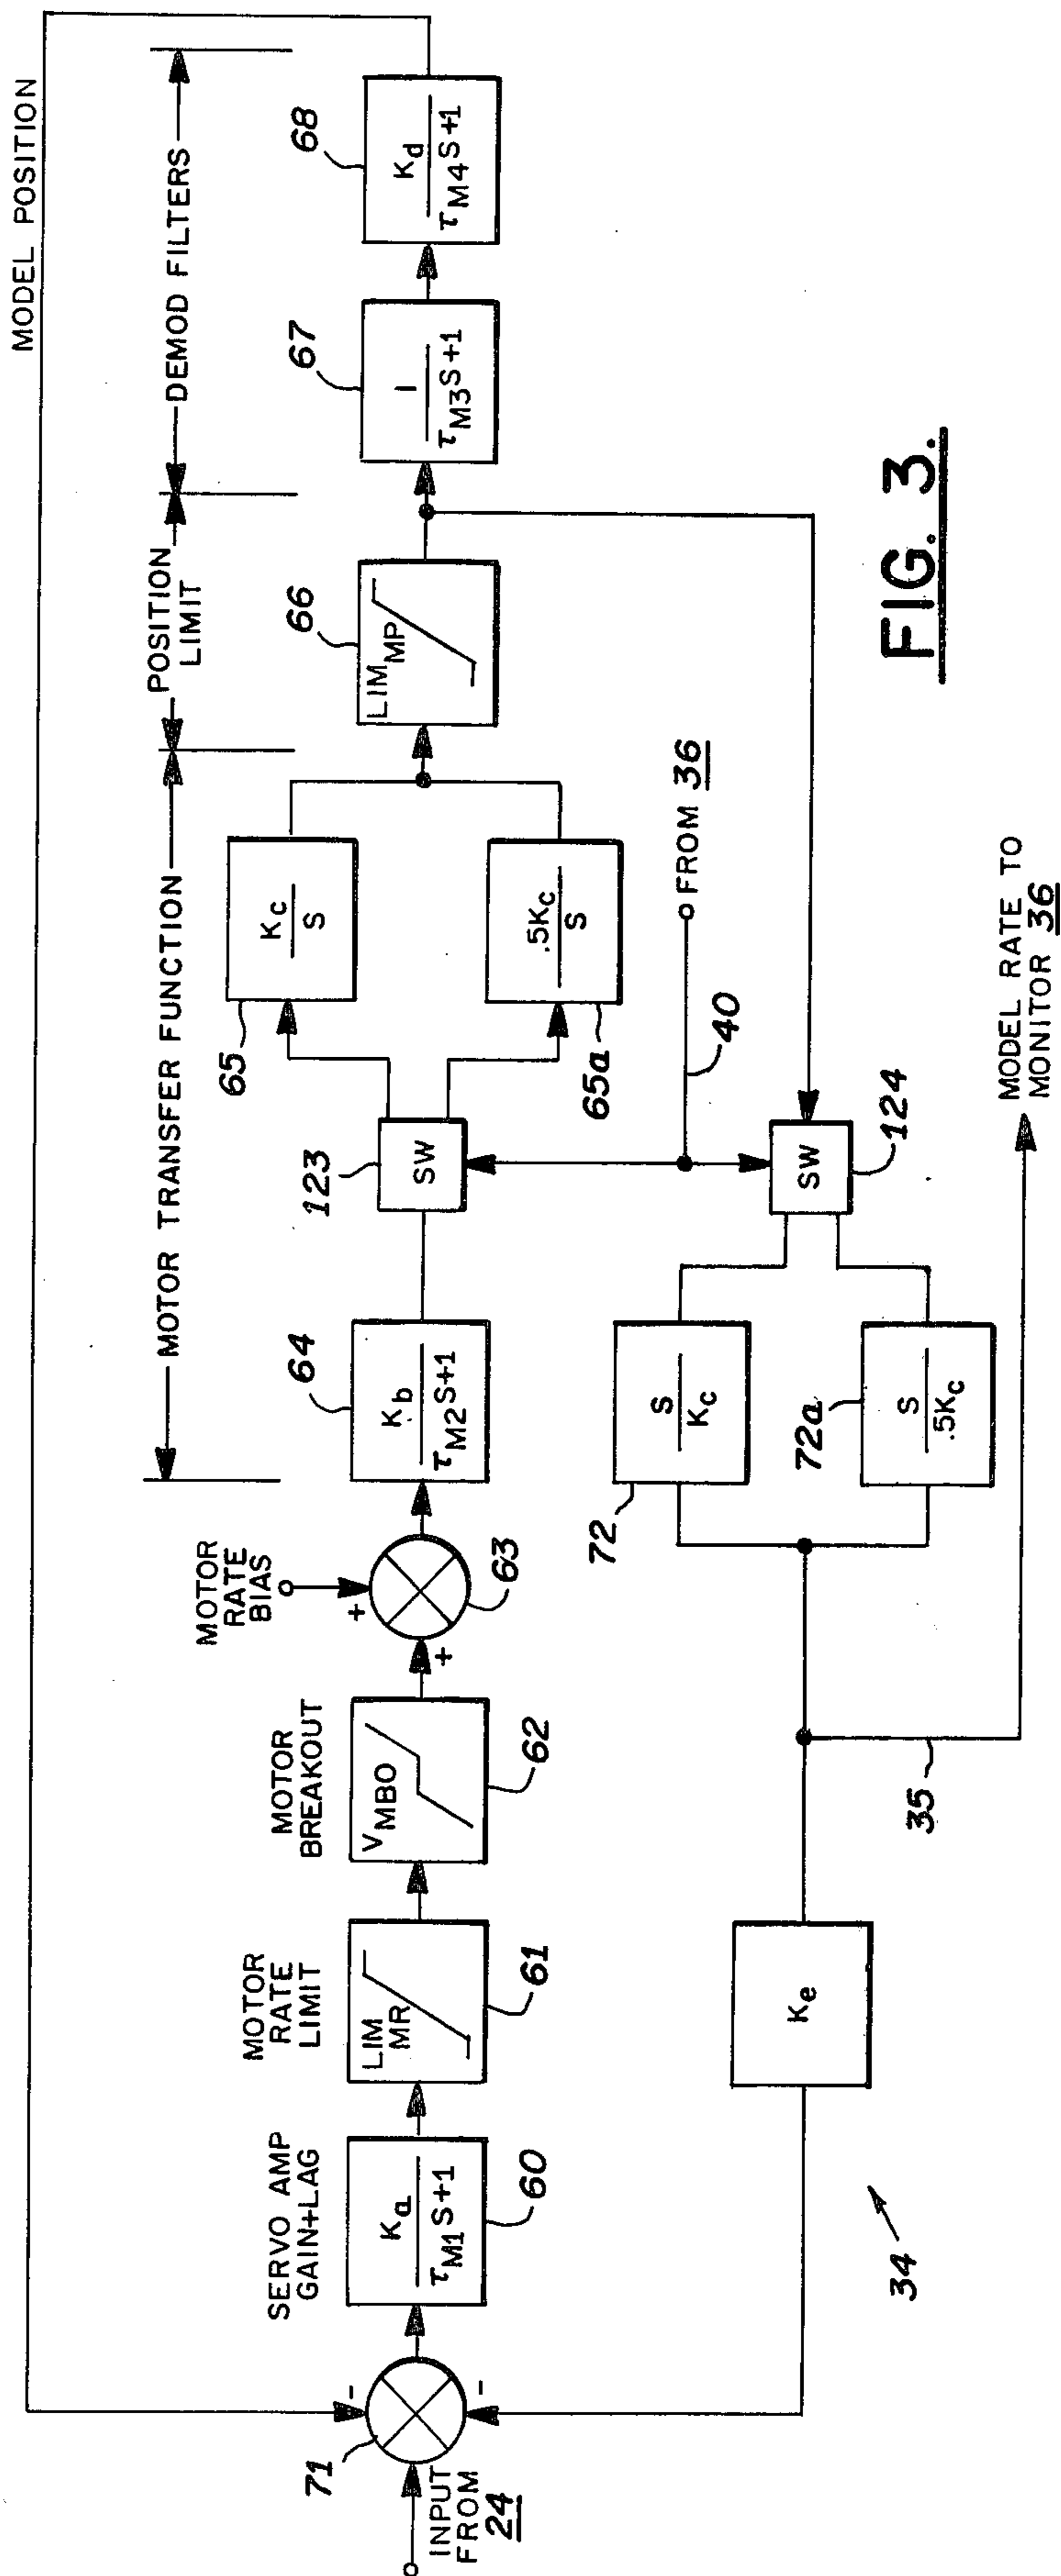 MODEL POSITION
MOTOR TRANSFER FUNCTION
POSITION
LIMIT
DEMOD FILTERS
SERVO AMP
GAIN+LAG
MOTOR
RATE
LIMIT
MOTOR
BREAKOUT
MOTOR
RATE
BIAS
+
+
-
-
71
INPUT
FROM
24
Ka
τM1S+1
60
LIM
MR
61
VMBO
62
63
64
Kb
τM2S+1
123
SW
65
Kc
S
.5Kc
S
65a
66
LIMMP
67
1
τM3S+1
68
Kd
τM4S+1
40
FROM 36
SW
124
72
S
Kc
72a
S
.5Kc
Ke
35
MODEL RATE TO
MONITOR 36
34
FIG. 3.